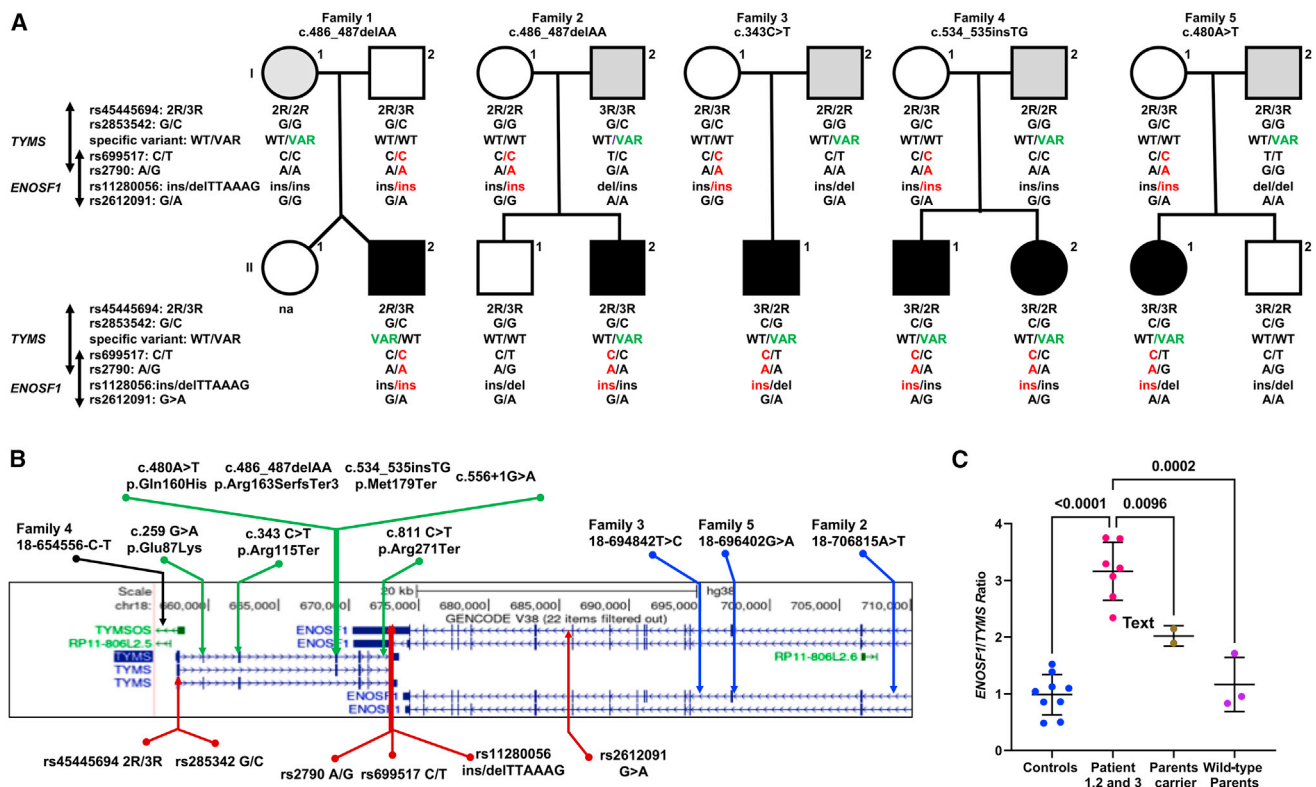 A
Family 1
c.486_487delAA
Family 2
c.486_487delAA
Family 3
c.343C>T
Family 4
c.534_535insTG
Family 5
c.480A>T
I
1 2 1 2 1 2 1 2 1 2
TYMS
ENOSF1
rs45445694: 2R/3R 2R/2R 2R/3R 2R/2R 3R/3R 2R/3R 2R/2R 2R/3R 2R/2R 2R/3R 2R/3R
rs2853542: G/C G/G G/C G/G G/C G/C G/G G/C G/G G/C G/G
specific variant: WT/VAR WT/VAR WT/WT WT/WT WT/VAR WT/WT WT/VAR WT/WT WT/VAR WT/WT WT/VAR
rs699517: C/T C/C C/C C/C T/C C/C C/T C/C C/C C/C T/T
rs2790: A/G A/A A/A A/A G/A A/A A/A A/A A/A A/A G/G
rs11280056: ins/delTTAAAG ins/ins ins/ins ins/ins del/ins ins/ins ins/del ins/ins ins/ins ins/ins del/del
rs2612091: G/A G/G G/A G/G A/A G/G G/A G/A G/G G/A A/A
II
1 2 1 2 1 1 2 1 2
na
TYMS
ENOSF1
rs45445694: 2R/3R 2R/3R 2R/3R 2R/3R 3R/2R 3R/2R 3R/2R 3R/3R 3R/2R
rs2853542: G/C G/C C/G C/G C/G C/G C/G C/G C/G
specific variant: WT/VAR VAR/WT WT/WT WT/VAR WT/VAR WT/VAR WT/VAR WT/VAR WT/WT
rs699517: C/T C/C C/T C/C C/T C/C C/C C/T C/T
rs2790: A/G A/A A/G A/A A/A A/A A/A A/G A/G
rs1128056:ins/delTTAAAG ins/ins ins/del ins/ins ins/del ins/ins ins/ins ins/del ins/del
rs2612091: G>A G/A G/A G/A G/A A/G A/G A/A A/A
B
c.480A>T
p.Gln160His
c.486_487delAA
p.Arg163SerfsTer3
c.534_535insTG
p.Met179Ter
c.556+1G>A
Family 4
18-654556-C-T
c.259 G>A
p.Glu87Lys
c.343 C>T
p.Arg115Ter
c.811 C>T
p.Arg271Ter
Family 3
18-694842T>C
Family 5
18-696402G>A
Family 2
18-706815A>T
Scale 20 kb hg38
chr18: 660,000 665,000 670,000 675,000 680,000 685,000 690,000 695,000 700,000 705,000 710,000
GENCODE V38 (22 items filtered out)
TYMSOS
ENOSF1
RP11-806L2.5
ENOSF1
TYMS
RP11-806L2.6
TYMS
TYMS
ENOSF1
ENOSF1
rs45445694 2R/3R
rs285342 G/C
rs2790 A/G
rs699517 C/T
rs11280056
ins/delTTAAAG
rs2612091
G>A
C
0.0002
<0.0001
0.0096
ENOSF1/TYMS Ratio
4
3
2
1
0
Text
Controls
Patient
1,2 and 3
Parents
carrier
Wild-type
Parents